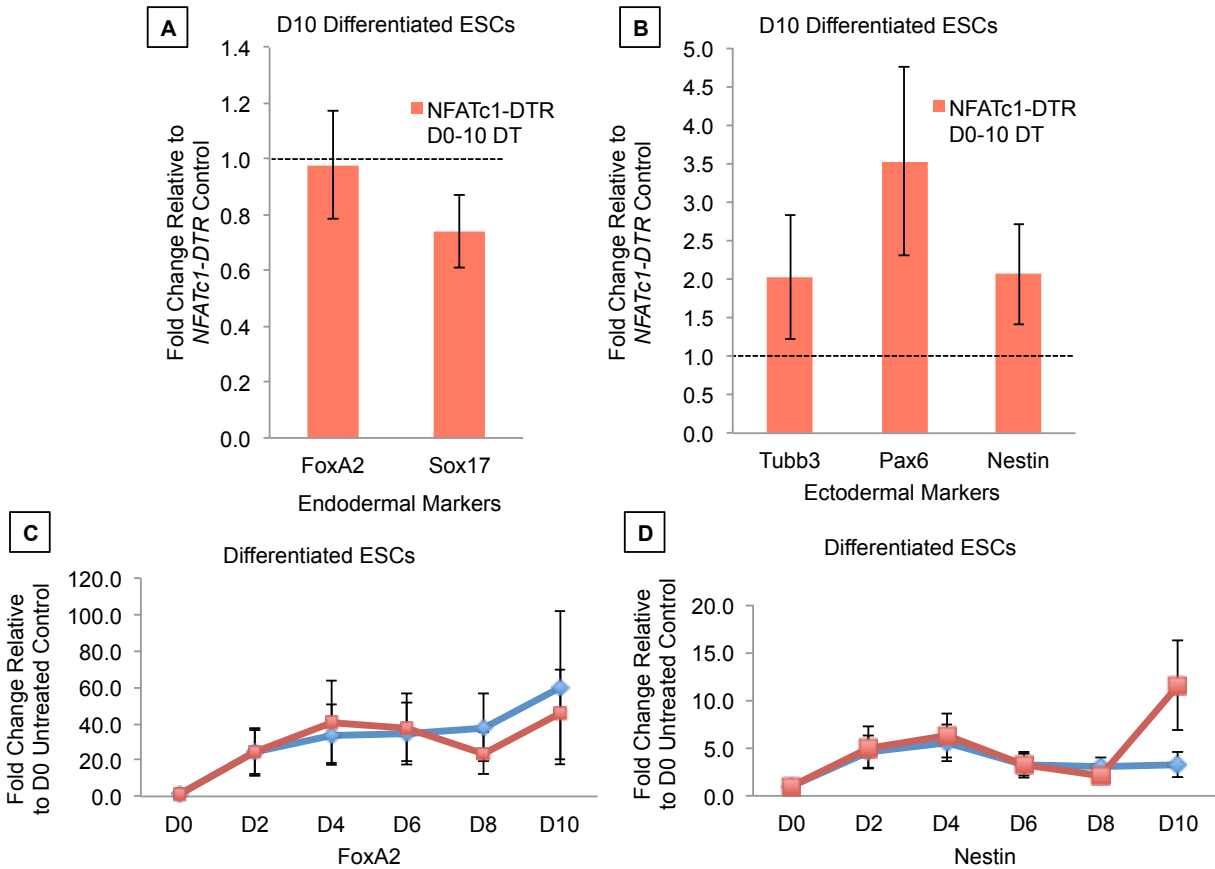 A
D10 Differentiated ESCs
Fold Change Relative to
NFATc1-DTR Control
1.4
1.2
1.0
0.8
0.6
0.4
0.2
0.0
NFATc1-DTR
D0-10 DT
FoxA2 Sox17
Endodermal Markers
B
D10 Differentiated ESCs
Fold Change Relative to
NFATc1-DTR Control
5.0
4.5
4.0
3.5
3.0
2.5
2.0
1.5
1.0
0.5
0.0
NFATc1-DTR
D0-10 DT
Tubb3 Pax6 Nestin
Ectodermal Markers
C
Differentiated ESCs
Fold Change Relative
to D0 Untreated Control
120.0
100.0
80.0
60.0
40.0
20.0
0.0
D0 D2 D4 D6 D8 D10
FoxA2
D
Differentiated ESCs
Fold Change Relative
to D0 Untreated Control
20.0
15.0
10.0
5.0
0.0
D0 D2 D4 D6 D8 D10
Nestin